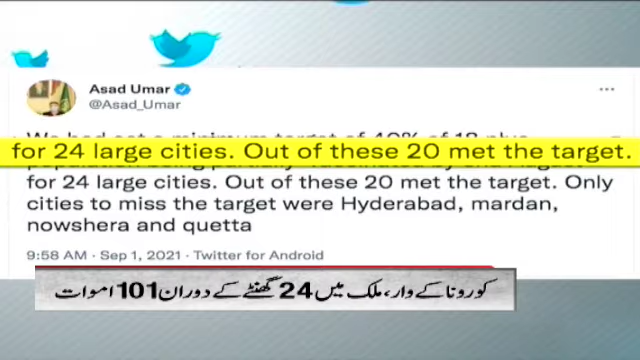 Asad Umar
@Asad_Umar
for 24 large cities. Out of these 20 met the target.
for 24 large cities. Out of these 20 met the target. Only
cities to miss the target were Hyderabad, mardan,
nowshera and quetta
9:58 AM · Sep 1, 2021 · Twitter for Android
کورونا کے وار، ملک میں 24 گھنٹے کے دوران 101 اموات